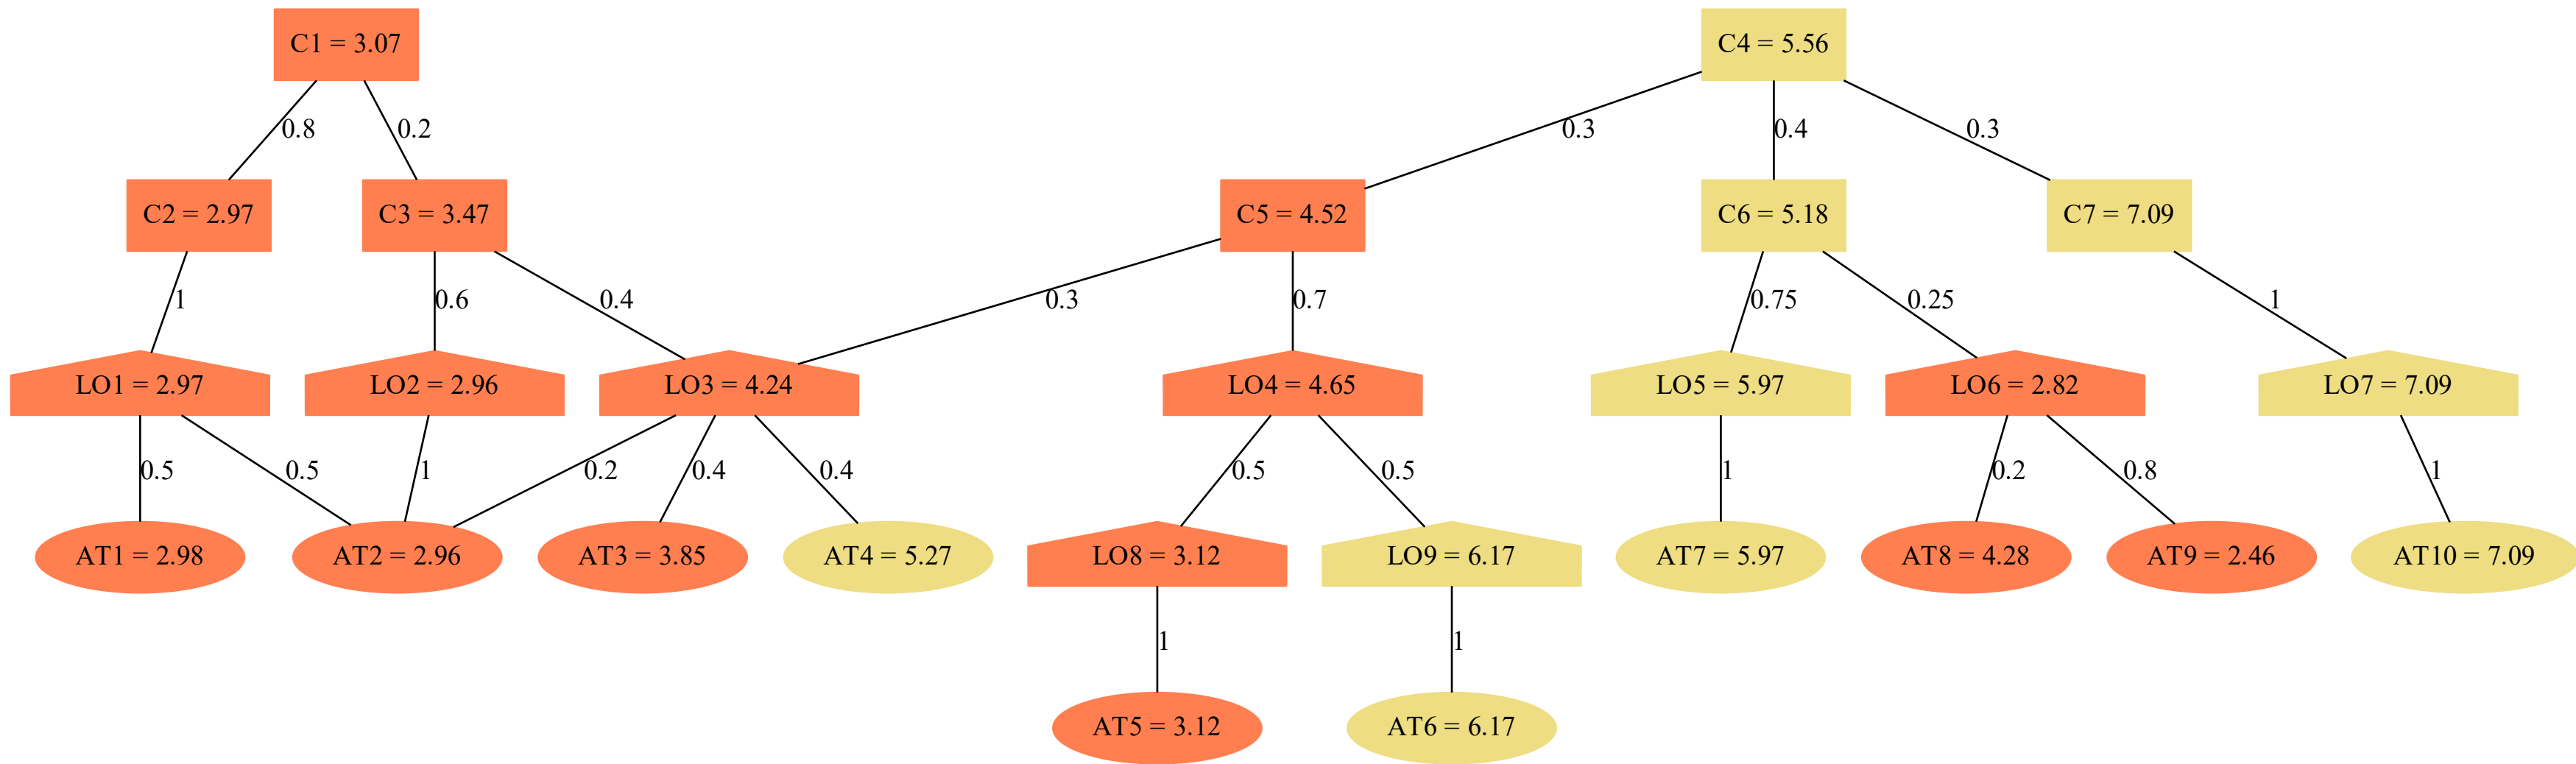 C1 = 3.07
C4 = 5.56
0.8
0.2
0.3
0.4
0.3
C2 = 2.97
C3 = 3.47
C5 = 4.52
C6 = 5.18
C7 = 7.09
1
0.6
0.4
0.3
0.7
0.75
0.25
1
LO1 = 2.97
LO2 = 2.96
LO3 = 4.24
LO4 = 4.65
LO5 = 5.97
LO6 = 2.82
LO7 = 7.09
0.5
0.5
1
0.2
0.4
0.4
0.5
0.5
1
0.2
0.8
1
AT1 = 2.98
AT2 = 2.96
AT3 = 3.85
AT4 = 5.27
LO8 = 3.12
LO9 = 6.17
AT7 = 5.97
AT8 = 4.28
AT9 = 2.46
AT10 = 7.09
1
1
AT5 = 3.12
AT6 = 6.17